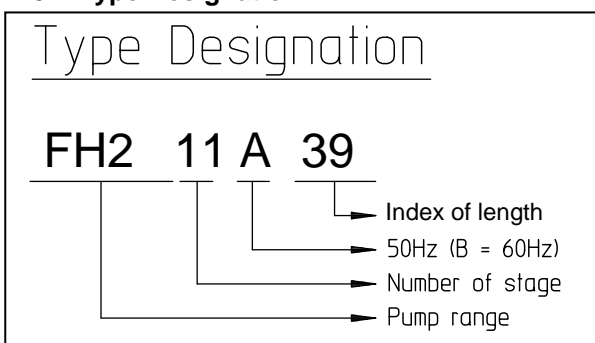 Type Designation
FH2 11 A 39
Index of length
50Hz (B = 60Hz)
Number of stage
Pump range